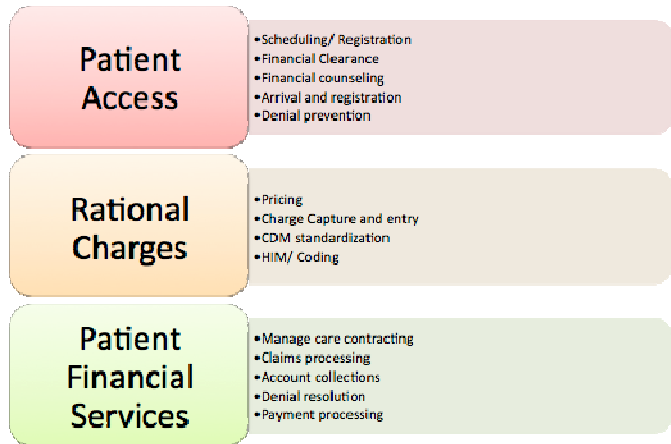 Patient
Access
•Scheduling/ Registration
•Financial Clearance
•Financial counseling
•Arrival and registration
•Denial prevention
Rational
Charges
•Pricing
•Charge Capture and entry
•CDM standardization
•HIM/ Coding
Patient
Financial
Services
•Manage care contracting
•Claims processing
•Account collections
•Denial resolution
•Payment processing